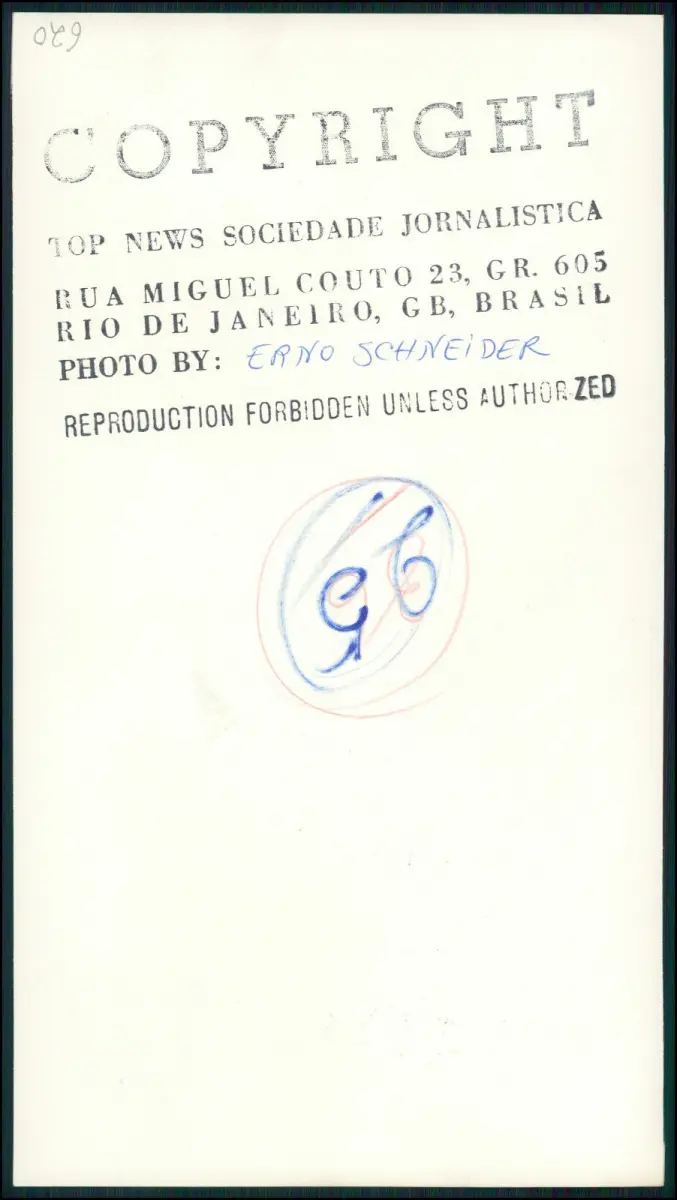 COPYRIGHT
TOP NEWS SOCIEDADE JORNALISTICA
RUA MIGUEL COUTO 23, GR. 605
RIO DE JANEIRO, GB, BRASIL
PHOTO BY: ERNO SCHNEIDER
REPRODUCTION FORBIDDEN UNLESS AUTHORIZED